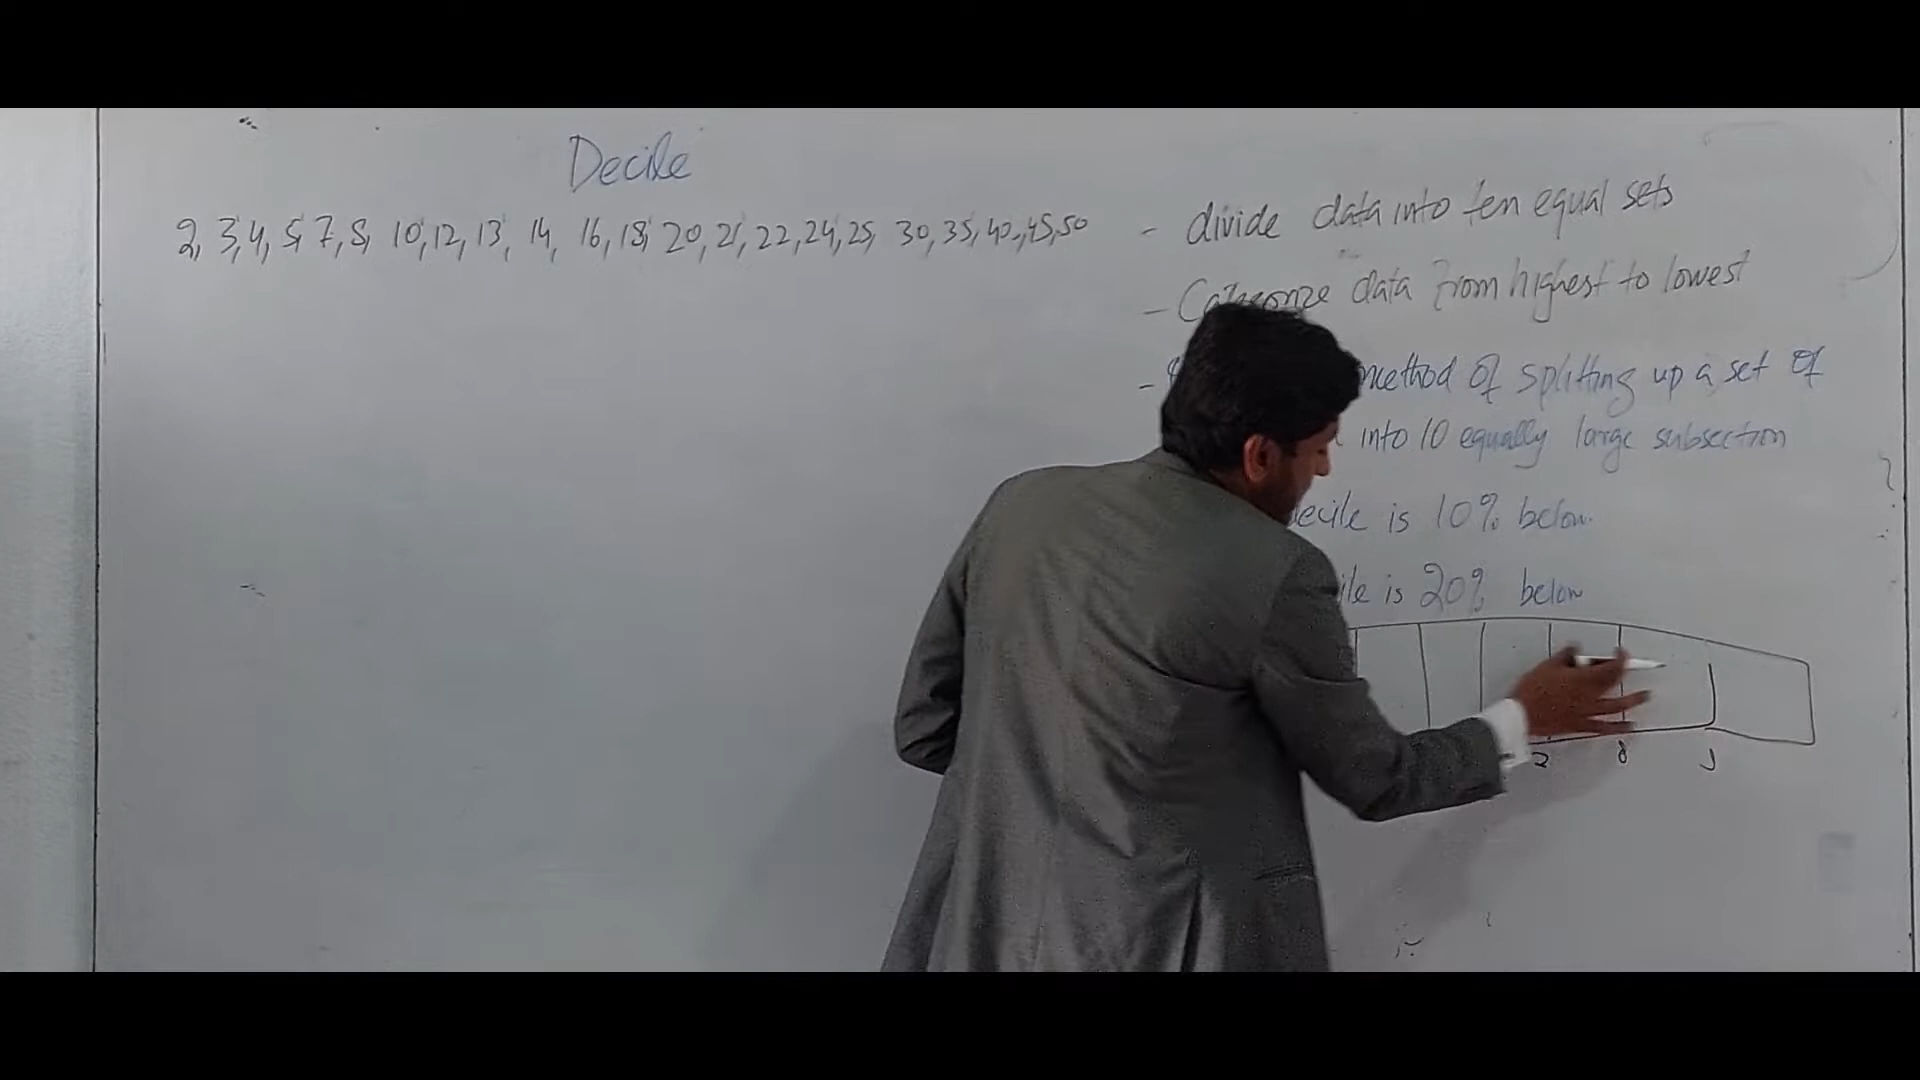 Decile
2, 3, 4, 5, 7, 8, 10, 12, 13, 14, 16, 18, 20, 21, 22, 24, 25, 30, 35, 40, 45, 50
- divide data into ten equal sets
- Categorize data from highest to lowest
- method of splitting up a set of
into 10 equally large subsection
Decile is 10% below.
is 20% below